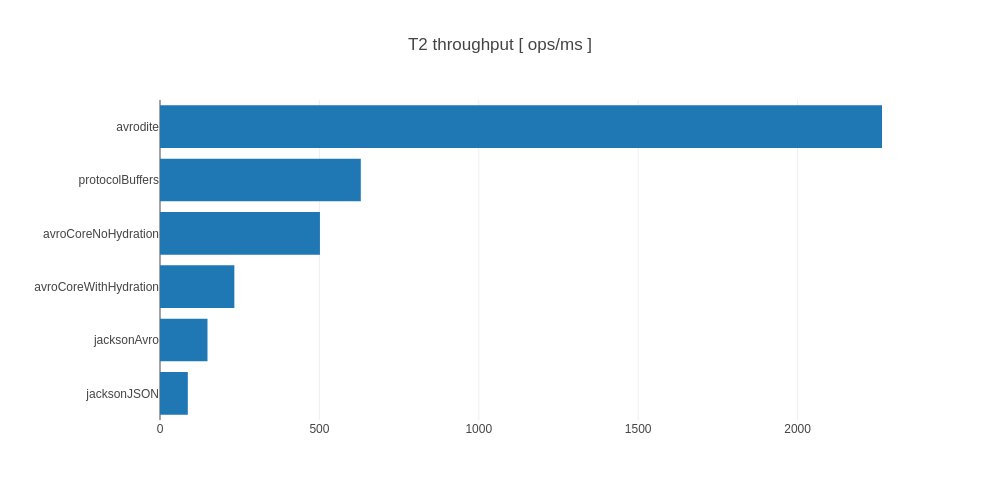 T2 throughput [ ops/ms ]
avrodite
protocolBuffers
avroCoreNoHydration
avroCoreWithHydration
jacksonAvro
jacksonJSON
0 500 1000 1500 2000